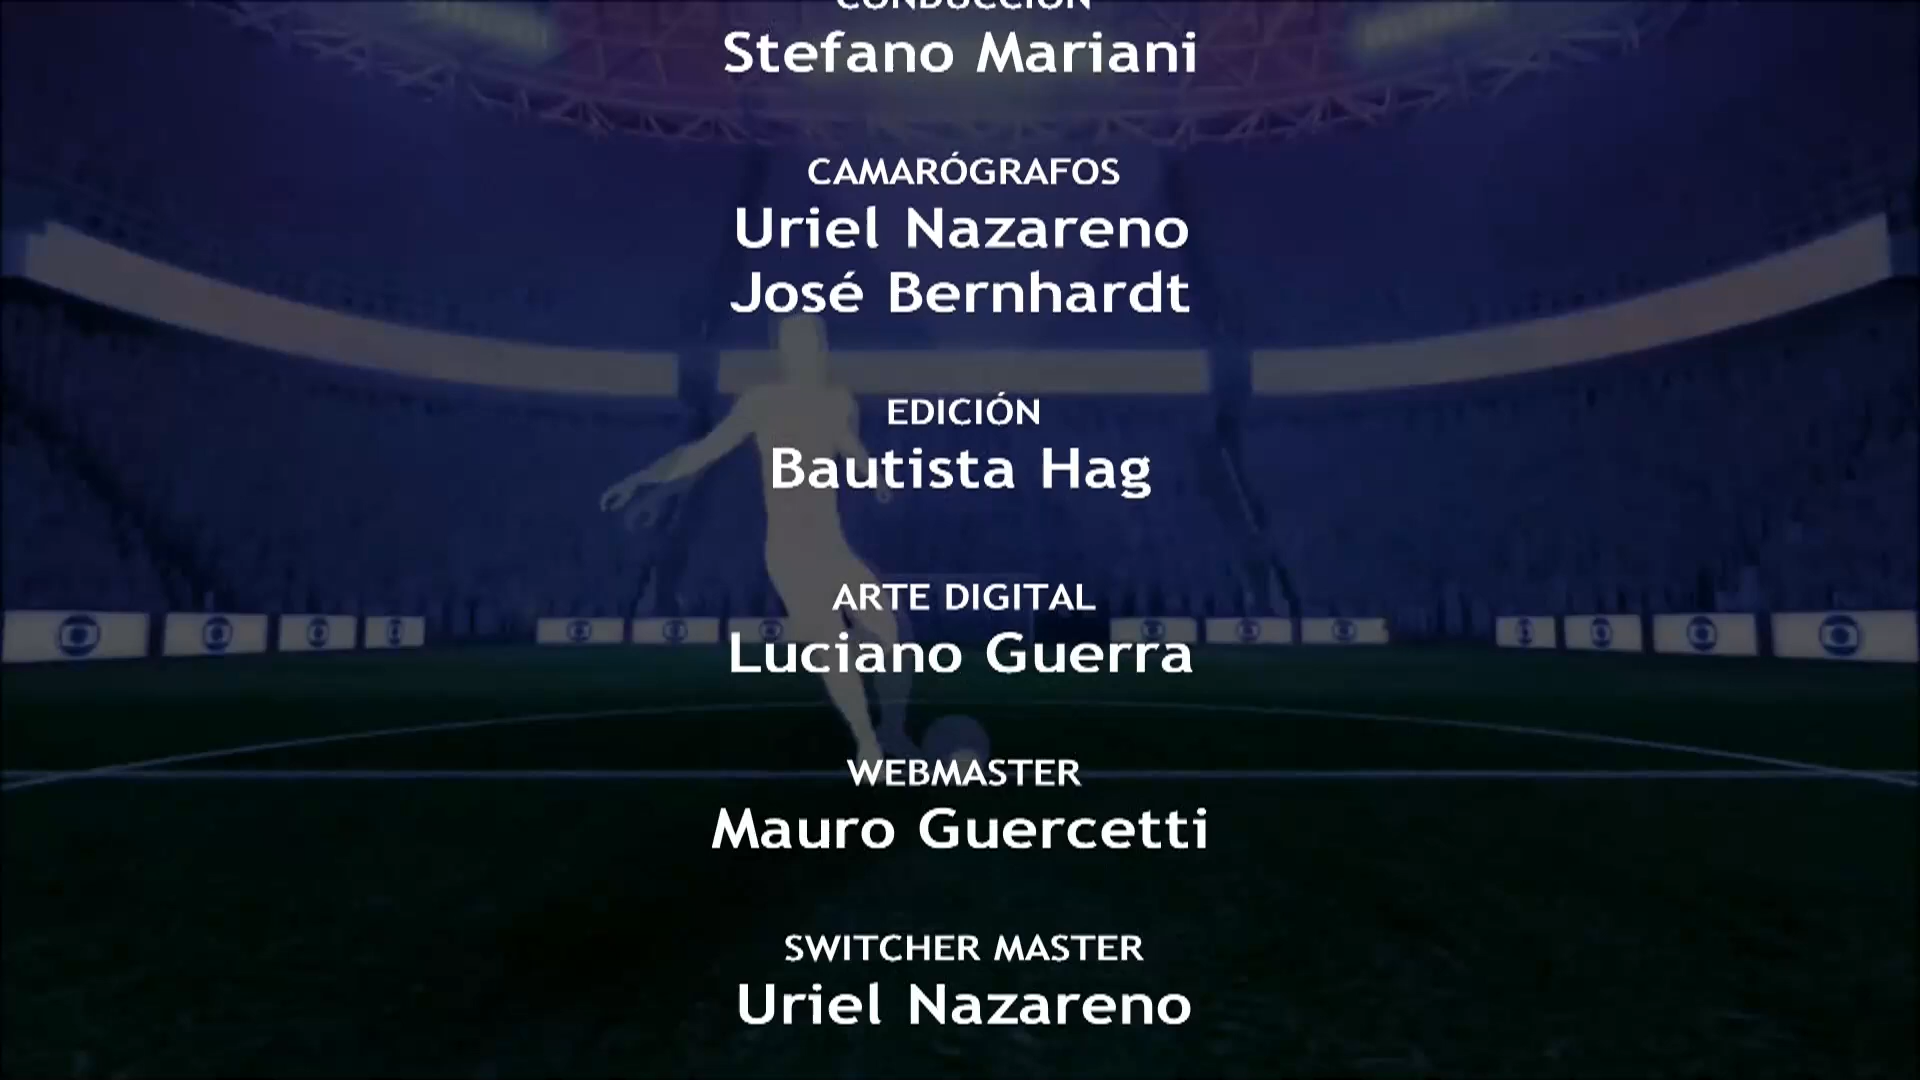 CONDUCCIÓN
Stefano Mariani
CAMARÓGRAFOS
Uriel Nazareno
José Bernhardt
EDICIÓN
Bautista Hag
ARTE DIGITAL
Luciano Guerra
WEBMASTER
Mauro Guercetti
SWITCHER MASTER
Uriel Nazareno